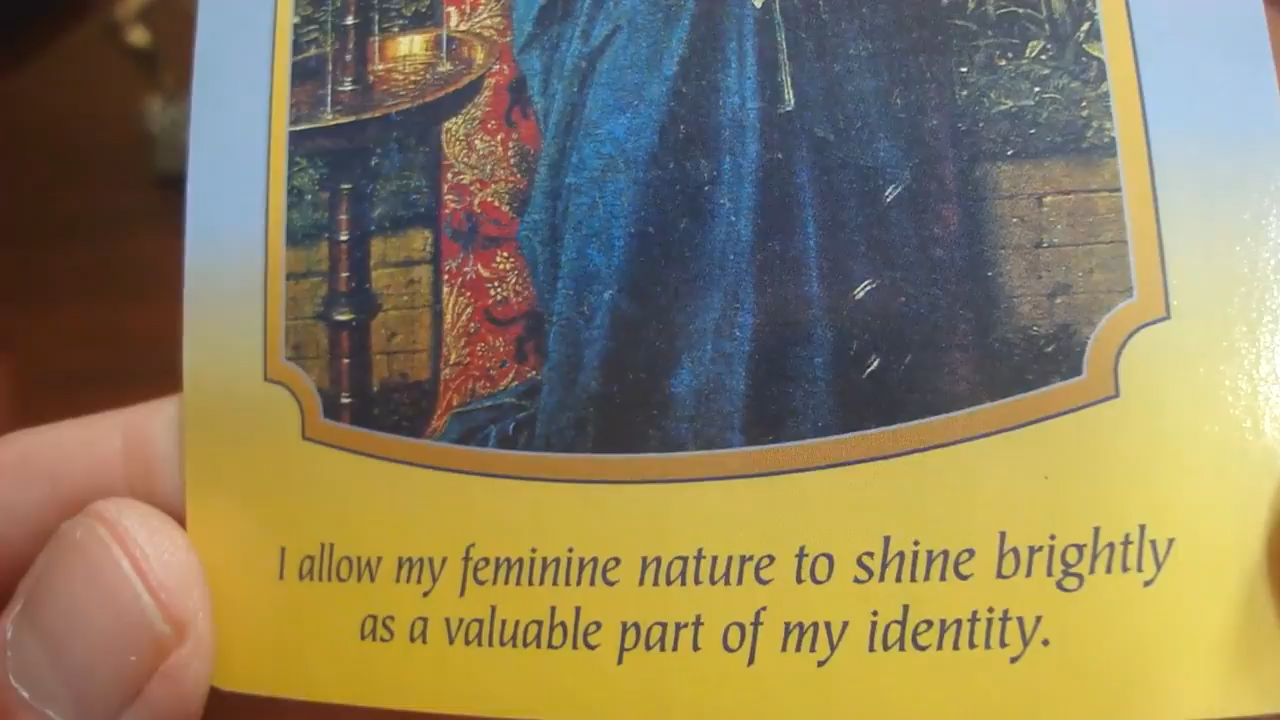 I allow my feminine nature to shine brightly
as a valuable part of my identity.